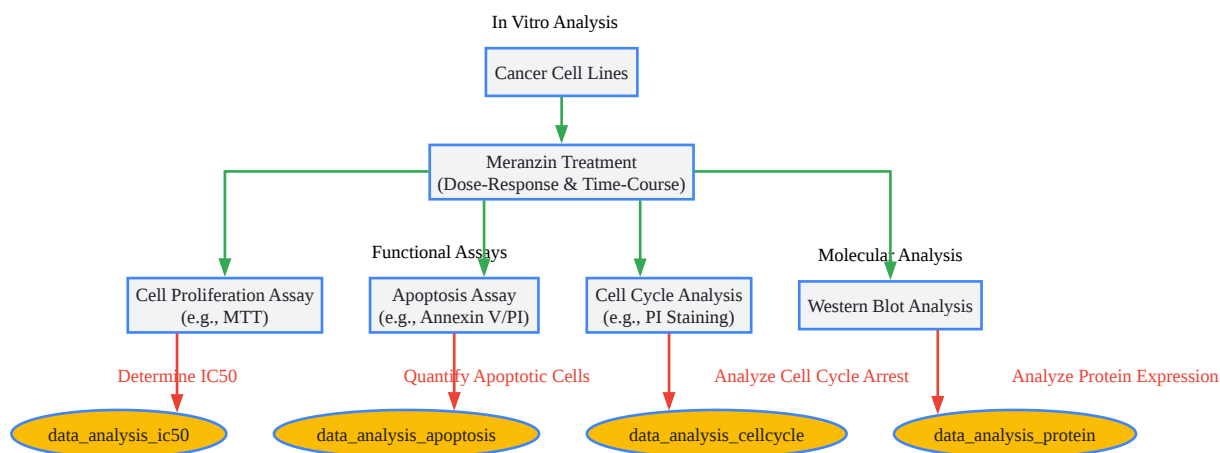 In Vitro Analysis
Cancer Cell Lines
Meranzin Treatment
(Dose-Response & Time-Course)
Functional Assays
Molecular Analysis
Cell Proliferation Assay
(e.g., MTT)
Apoptosis Assay
(e.g., Annexin V/PI)
Cell Cycle Analysis
(e.g., PI Staining)
Western Blot Analysis
Determine IC50
Quantify Apoptotic Cells
Analyze Cell Cycle Arrest
Analyze Protein Expression
data_analysis_ic50
data_analysis_apoptosis
data_analysis_cellcycle
data_analysis_protein